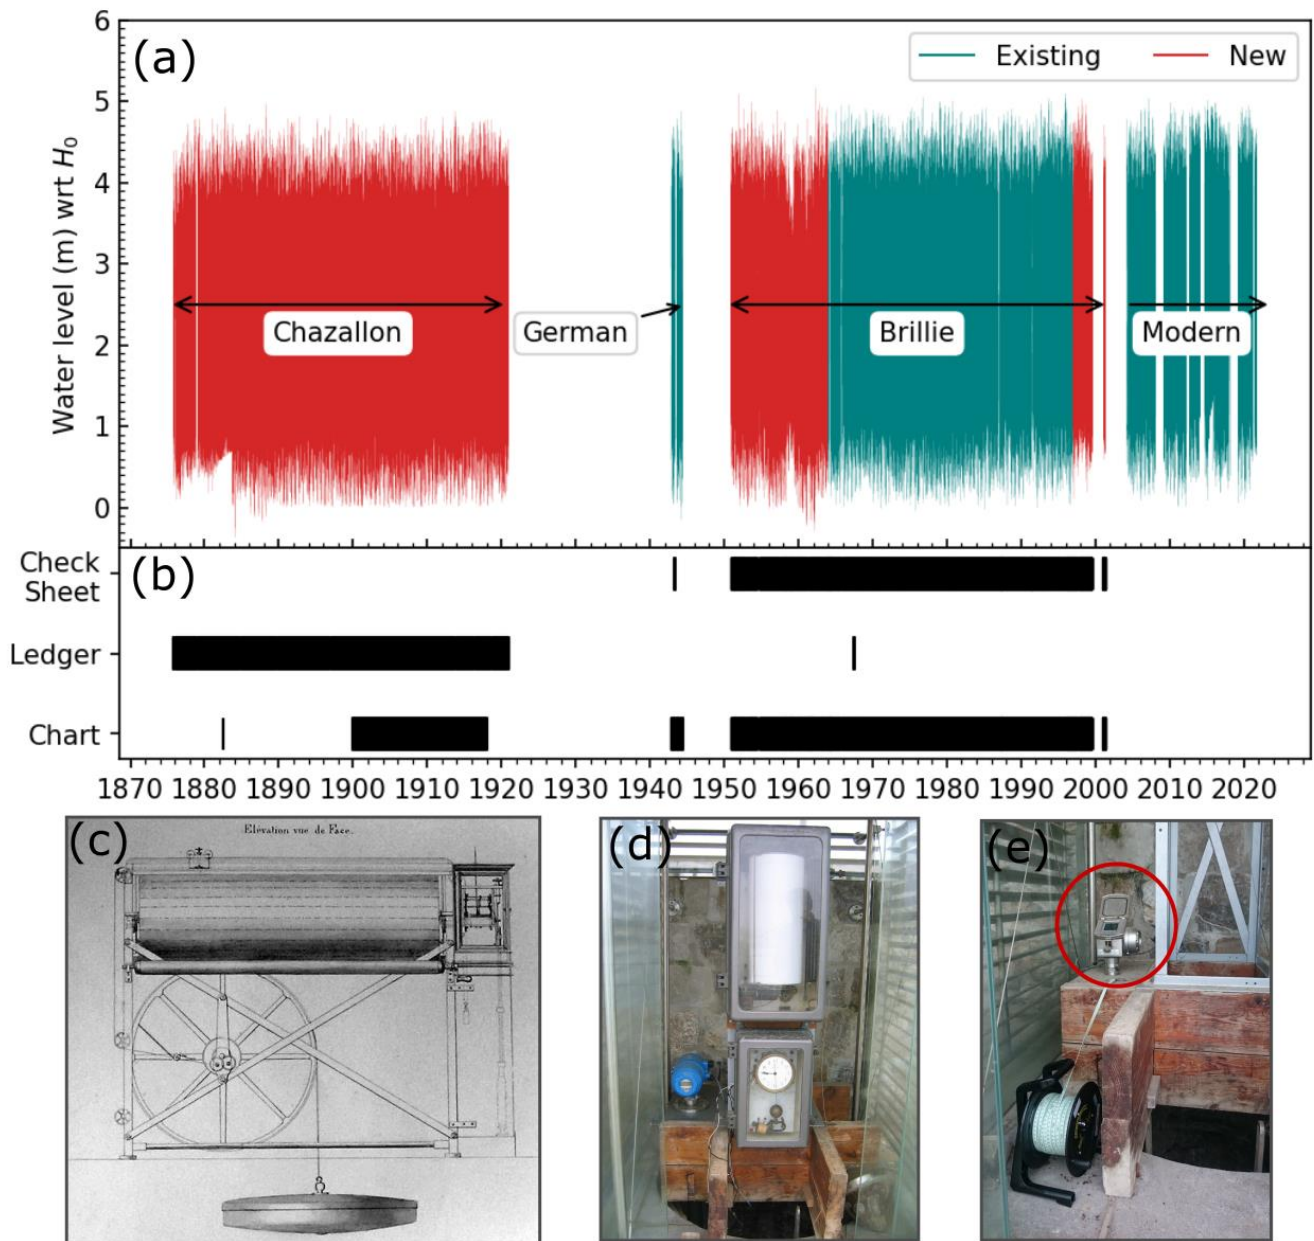 6
(a)
Existing
New
5
4
3
2
1
0
Water level (m) wrt H₀
Chazallon
German
Brillie
Modern
(b)
Check
Sheet
Ledger
Chart
1870 1880 1890 1900 1910 1920 1930 1940 1950 1960 1970 1980 1990 2000 2010 2020
(c)
Elévation vue de Face.
(d)
(e)